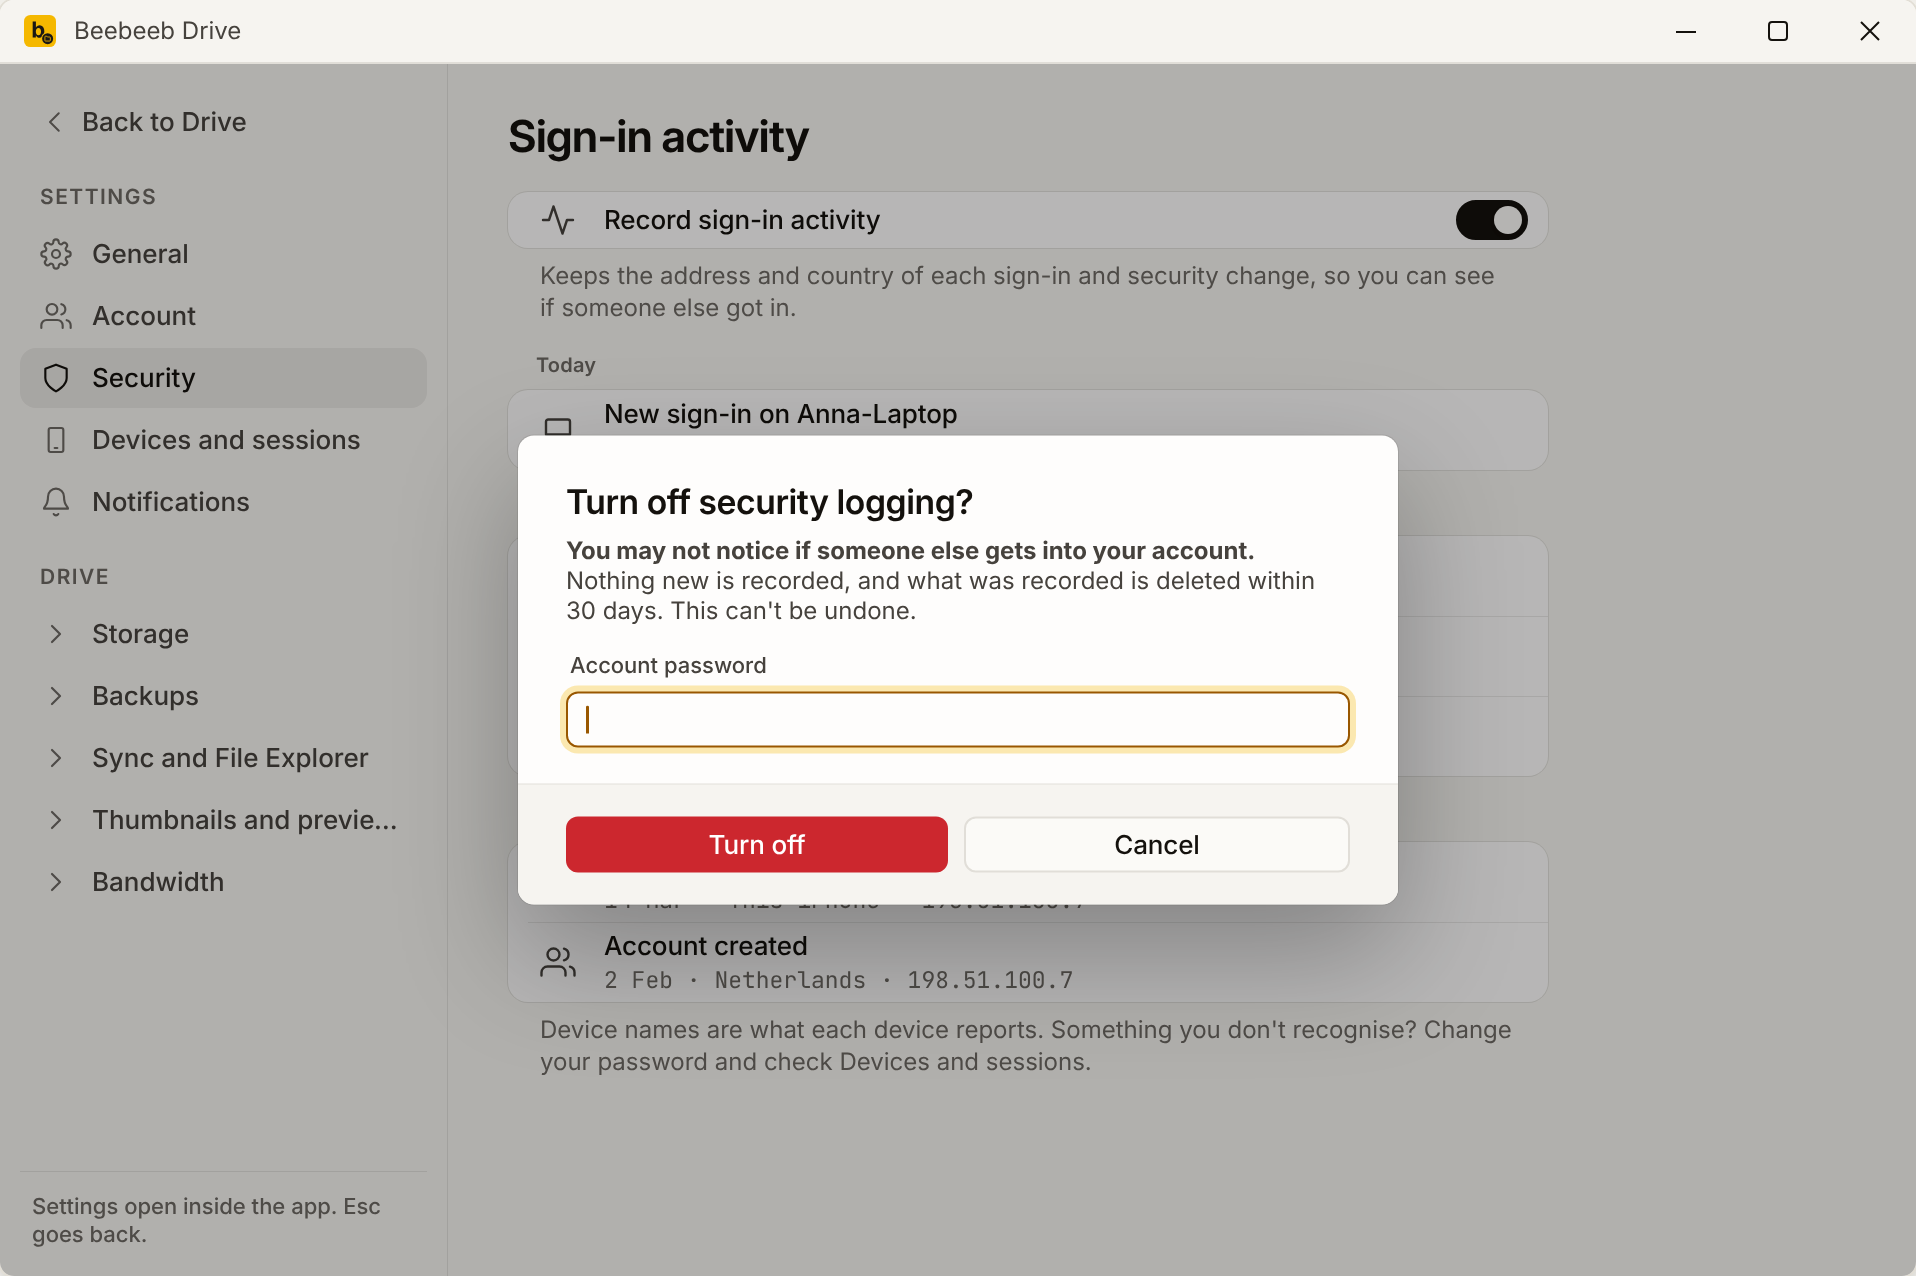 Beebeeb Drive
Back to Drive
SETTINGS
General
Account
Security
Devices and sessions
Notifications
DRIVE
Storage
Backups
Sync and File Explorer
Thumbnails and previe...
Bandwidth
Settings open inside the app. Esc
goes back.
Sign-in activity
Record sign-in activity
Keeps the address and country of each sign-in and security change, so you can see
if someone else got in.
Today
New sign-in on Anna-Laptop
Turn off security logging?
You may not notice if someone else gets into your account.
Nothing new is recorded, and what was recorded is deleted within
30 days. This can't be undone.
Account password
Turn off
Cancel
Account created
2 Feb · Netherlands · 198.51.100.7
Device names are what each device reports. Something you don't recognise? Change
your password and check Devices and sessions.